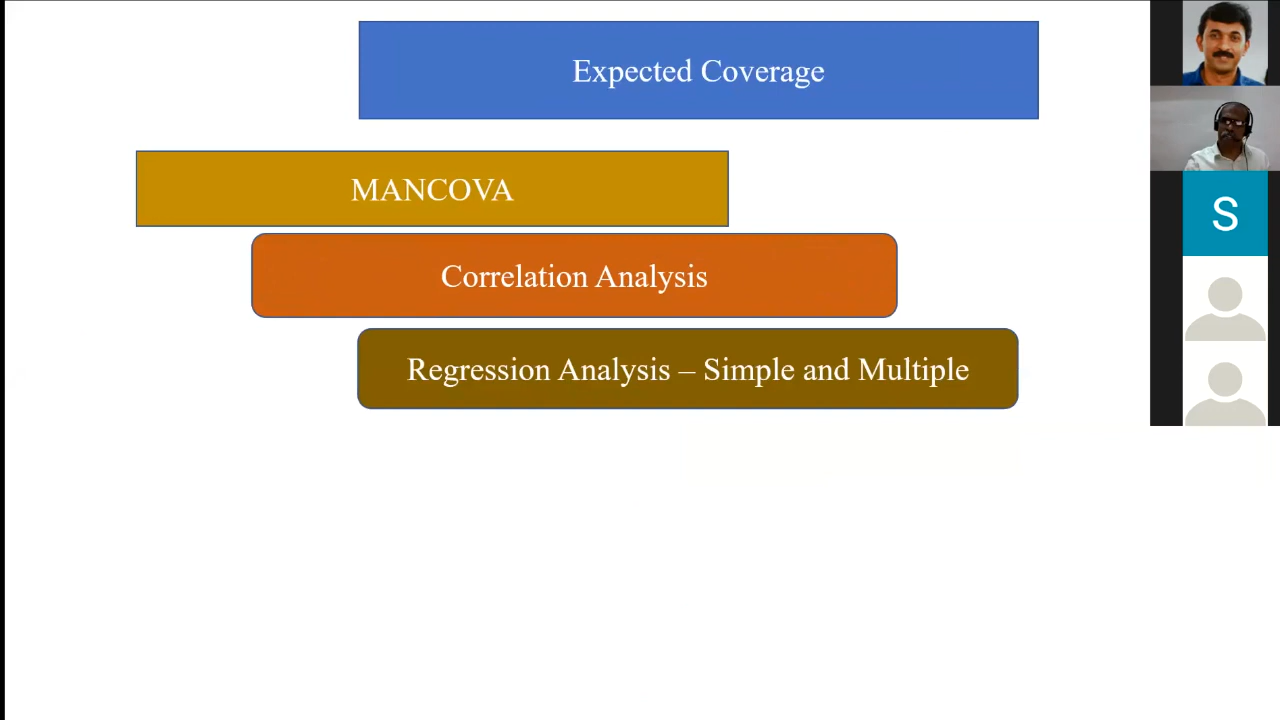 Expected Coverage
MANCOVA
Correlation Analysis
Regression Analysis – Simple and Multiple
S